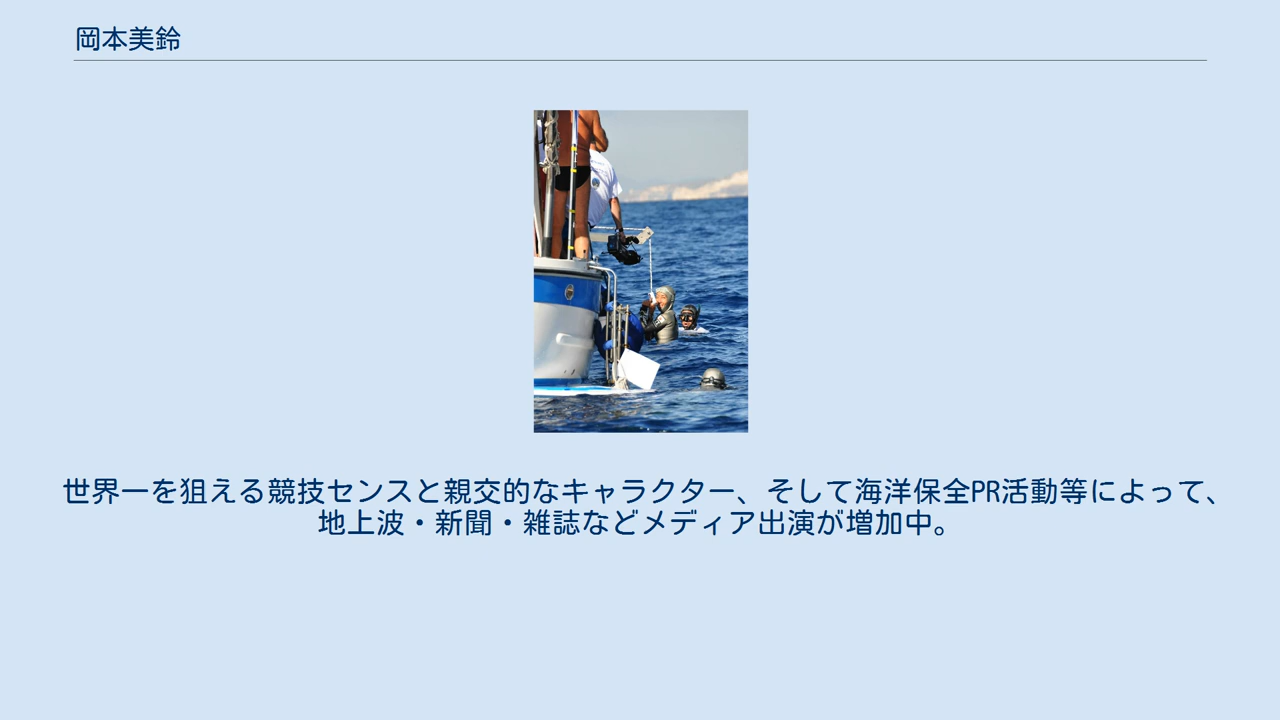 岡本美鈴
世界一を狙える競技センスと親交的なキャラクター、そして海洋保全PR活動等によって、
地上波・新聞・雑誌などメディア出演が増加中。